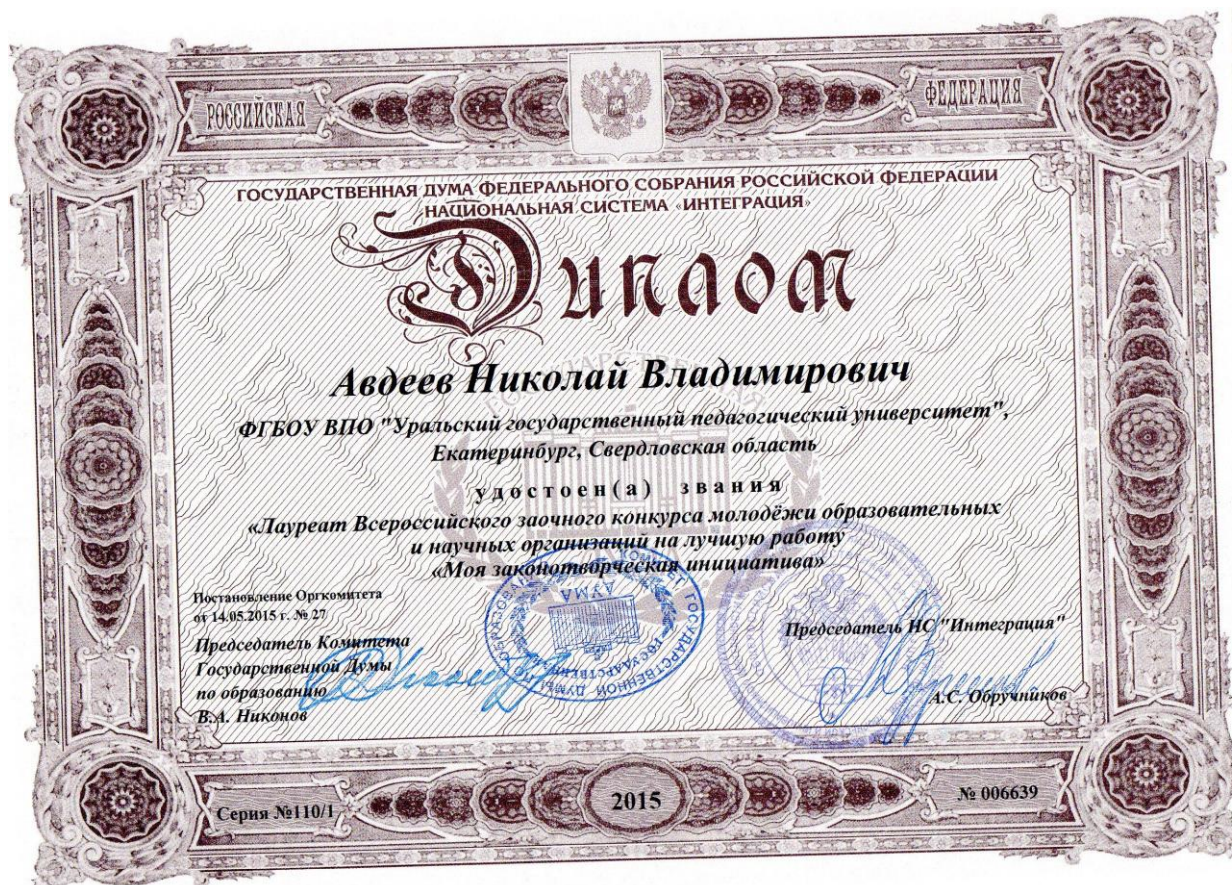 РОССИЙСКАЯ
ФЕДЕРАЦИЯ
ГОСУДАРСТВЕННАЯ ДУМА ФЕДЕРАЛЬНОГО СОБРАНИЯ РОССИЙСКОЙ ФЕДЕРАЦИИ
НАЦИОНАЛЬНАЯ СИСТЕМА «ИНТЕГРАЦИЯ»
Диплом
Авдеев Николай Владимирович
ФГБОУ ВПО "Уральский государственный педагогический университет",
Екатеринбург, Свердловская область
удостоен(а) звания
«Лауреат Всероссийского заочного конкурса молодёжи образовательных
и научных организаций на лучшую работу
«Моя законотворческая инициатива»
Постановление Оргкомитета
от 14.05.2015 г. № 27
Председатель Комитета
Государственной Думы
по образованию
В.А. Никонов
Председатель НС "Интеграция"
А.С. Обручников
Серия №110/1
2015
№ 006639